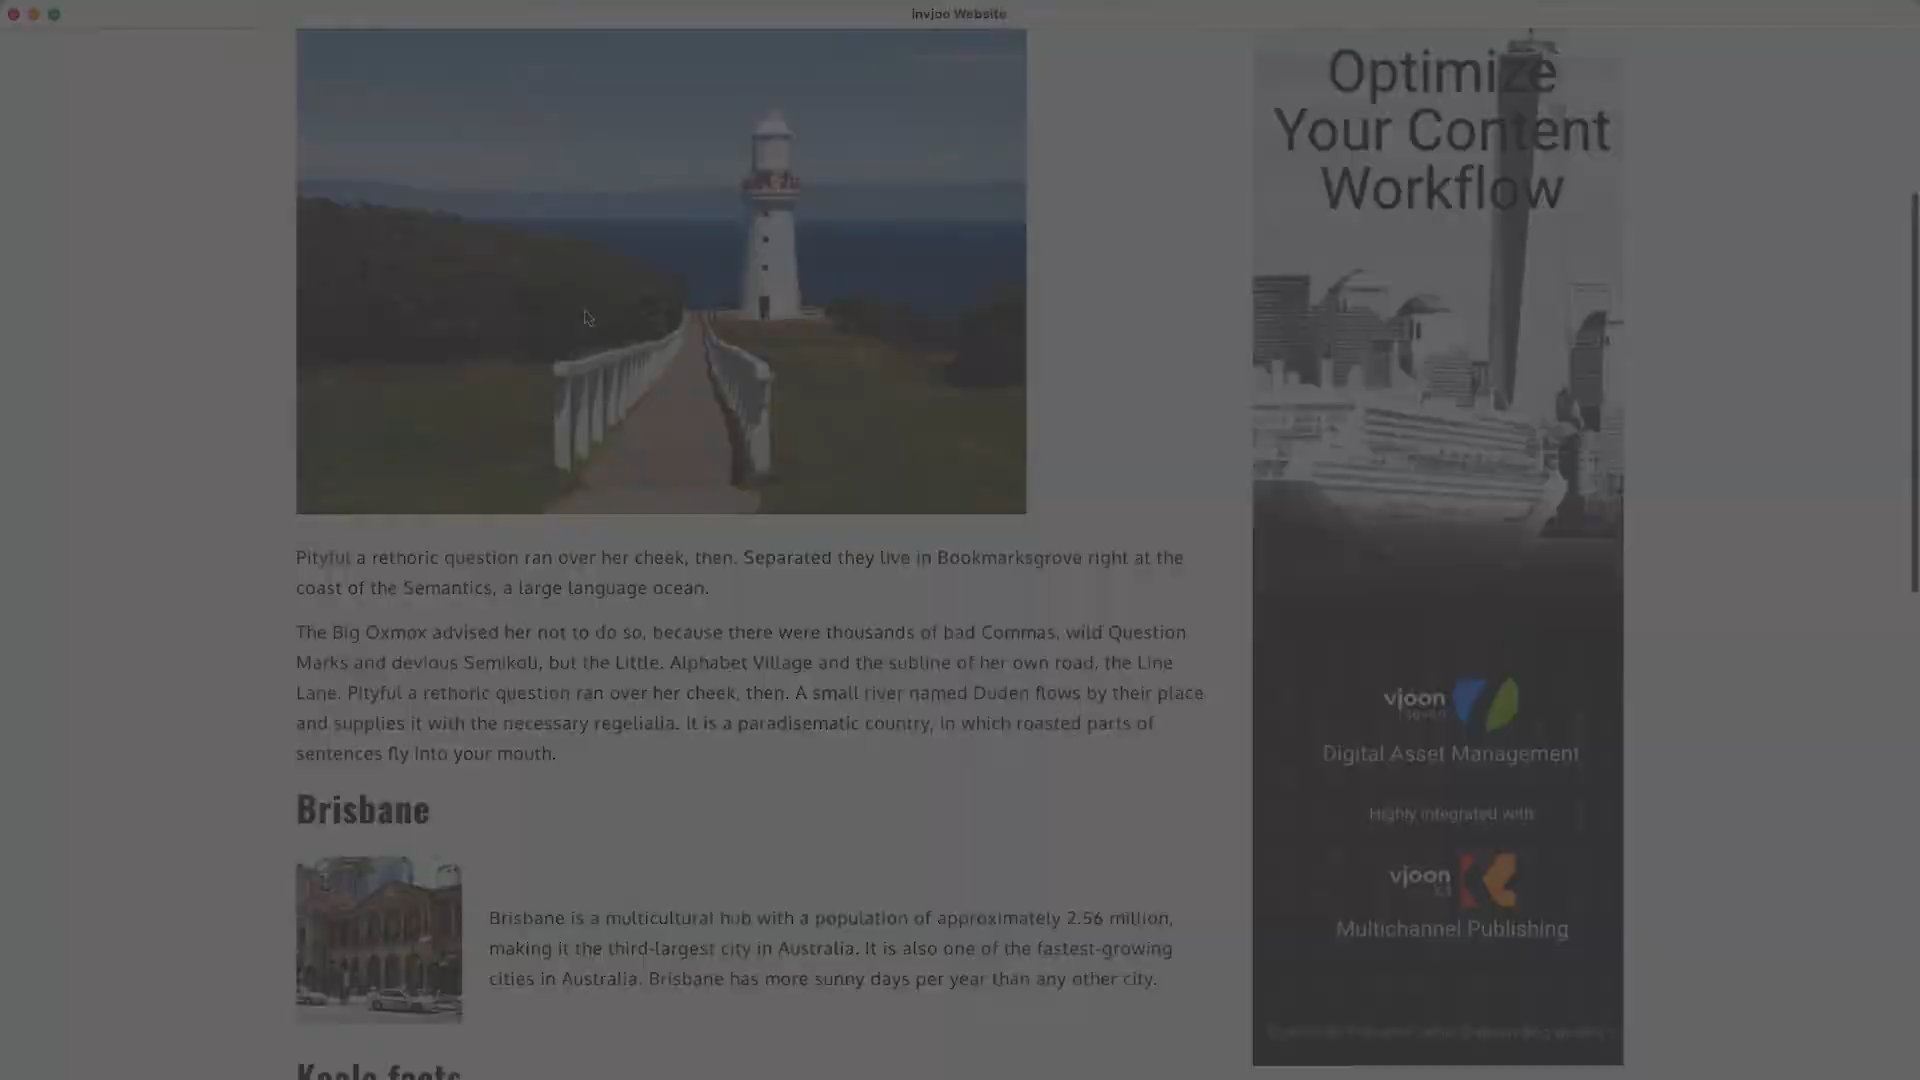 invjoo Website
Optimize
Your Content
Workflow
Pityful a rethoric question ran over her cheek, then. Separated they live in Bookmarksgrove right at the
coast of the Semantics, a large language ocean.
The Big Oxmox advised her not to do so, because there were thousands of bad Commas, wild Question
Marks and devious Semikoli, but the Little. Alphabet Village and the subline of her own road, the Line
Lane. Pityful a rethoric question ran over her cheek, then. A small river named Duden flows by their place
and supplies it with the necessary regelialia. It is a paradisematic country, in which roasted parts of
sentences fly into your mouth.
Brisbane
Brisbane is a multicultural hub with a population of approximately 2.56 million,
making it the third-largest city in Australia. It is also one of the fastest-growing
cities in Australia. Brisbane has more sunny days per year than any other city.
Koala facts
vjoon
seven
Digital Asset Management
Highly integrated with
vjoon
K4
Multichannel Publishing